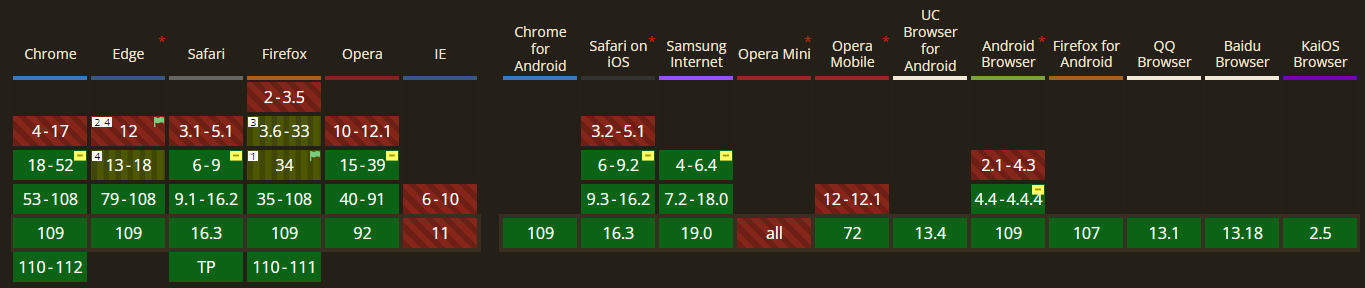 Chrome Edge * Safari Firefox Opera IE Chrome for Android Safari on iOS * Samsung Internet Opera Mini * Opera Mobile * UC Browser for Android Android Browser * Firefox for Android QQ Browser Baidu Browser KaiOS Browser
2-3.5
4-17 2 4 12 3.1-5.1 3 3.6-33 10-12.1 3.2-5.1
18-52 4 13-18 6-9 1 34 15-39 6-9.2 4-6.4 2.1-4.3
53-108 79-108 9.1-16.2 35-108 40-91 6-10 9.3-16.2 7.2-18.0 12-12.1 4.4-4.4.4
109 109 16.3 109 92 11 109 16.3 19.0 all 72 13.4 109 107 13.1 13.18 2.5
110-112 TP 110-111